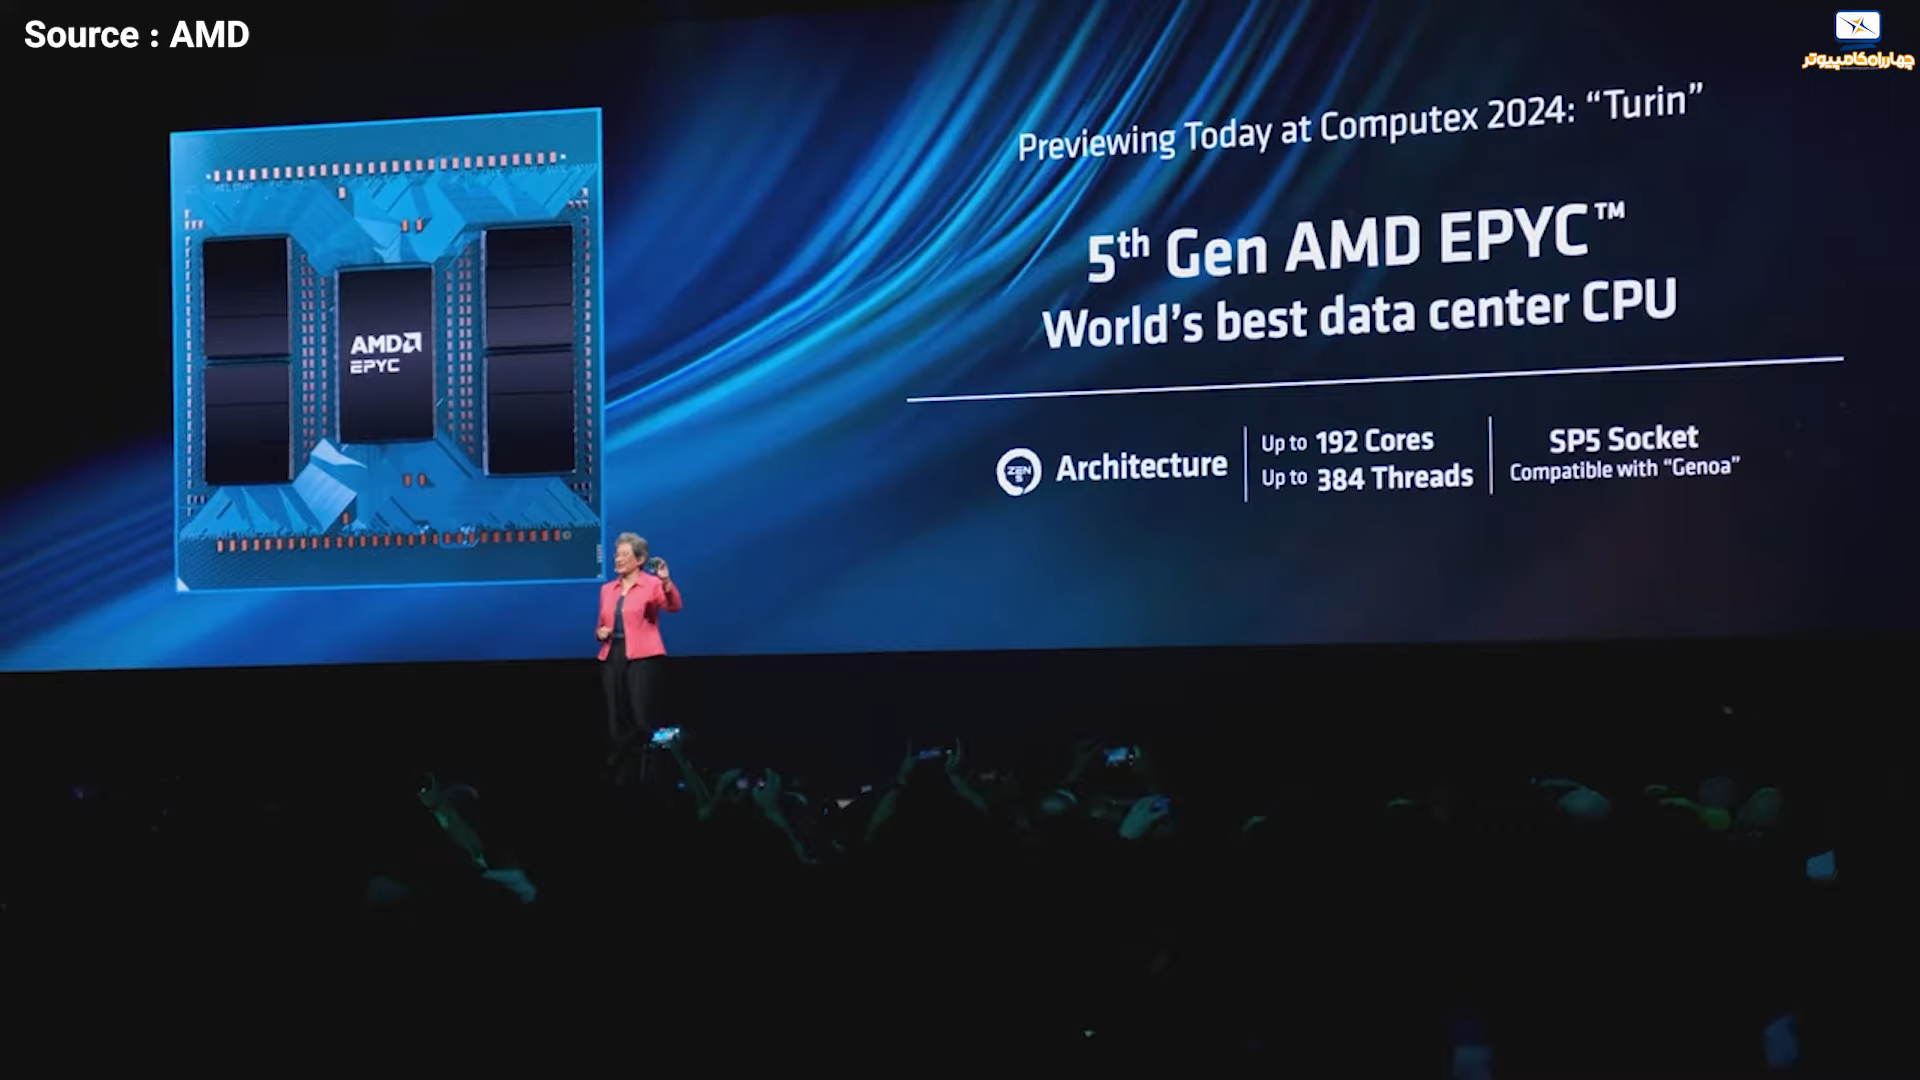 Source : AMD
چهارراه کامپیوتر
Previewing Today at Computex 2024: “Turin”
5th Gen AMD EPYC™
World’s best data center CPU
AMD
EPYC
ZEN 5 Architecture
Up to 192 Cores
Up to 384 Threads
SP5 Socket
Compatible with “Genoa”